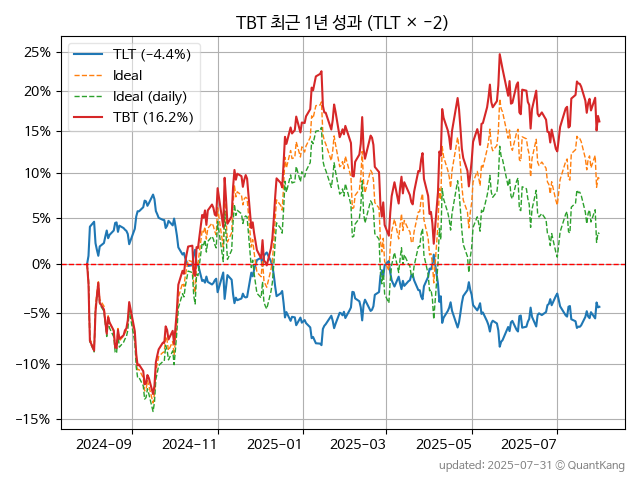 TBT 최근 1년 성과 (TLT × −2)
TLT (−4.4%)
Ideal
Ideal (daily)
TBT (16.2%)
25%
20%
15%
10%
5%
0%
−5%
−10%
−15%
2024-09
2024-11
2025-01
2025-03
2025-05
2025-07
updated: 2025-07-31 © QuantKang